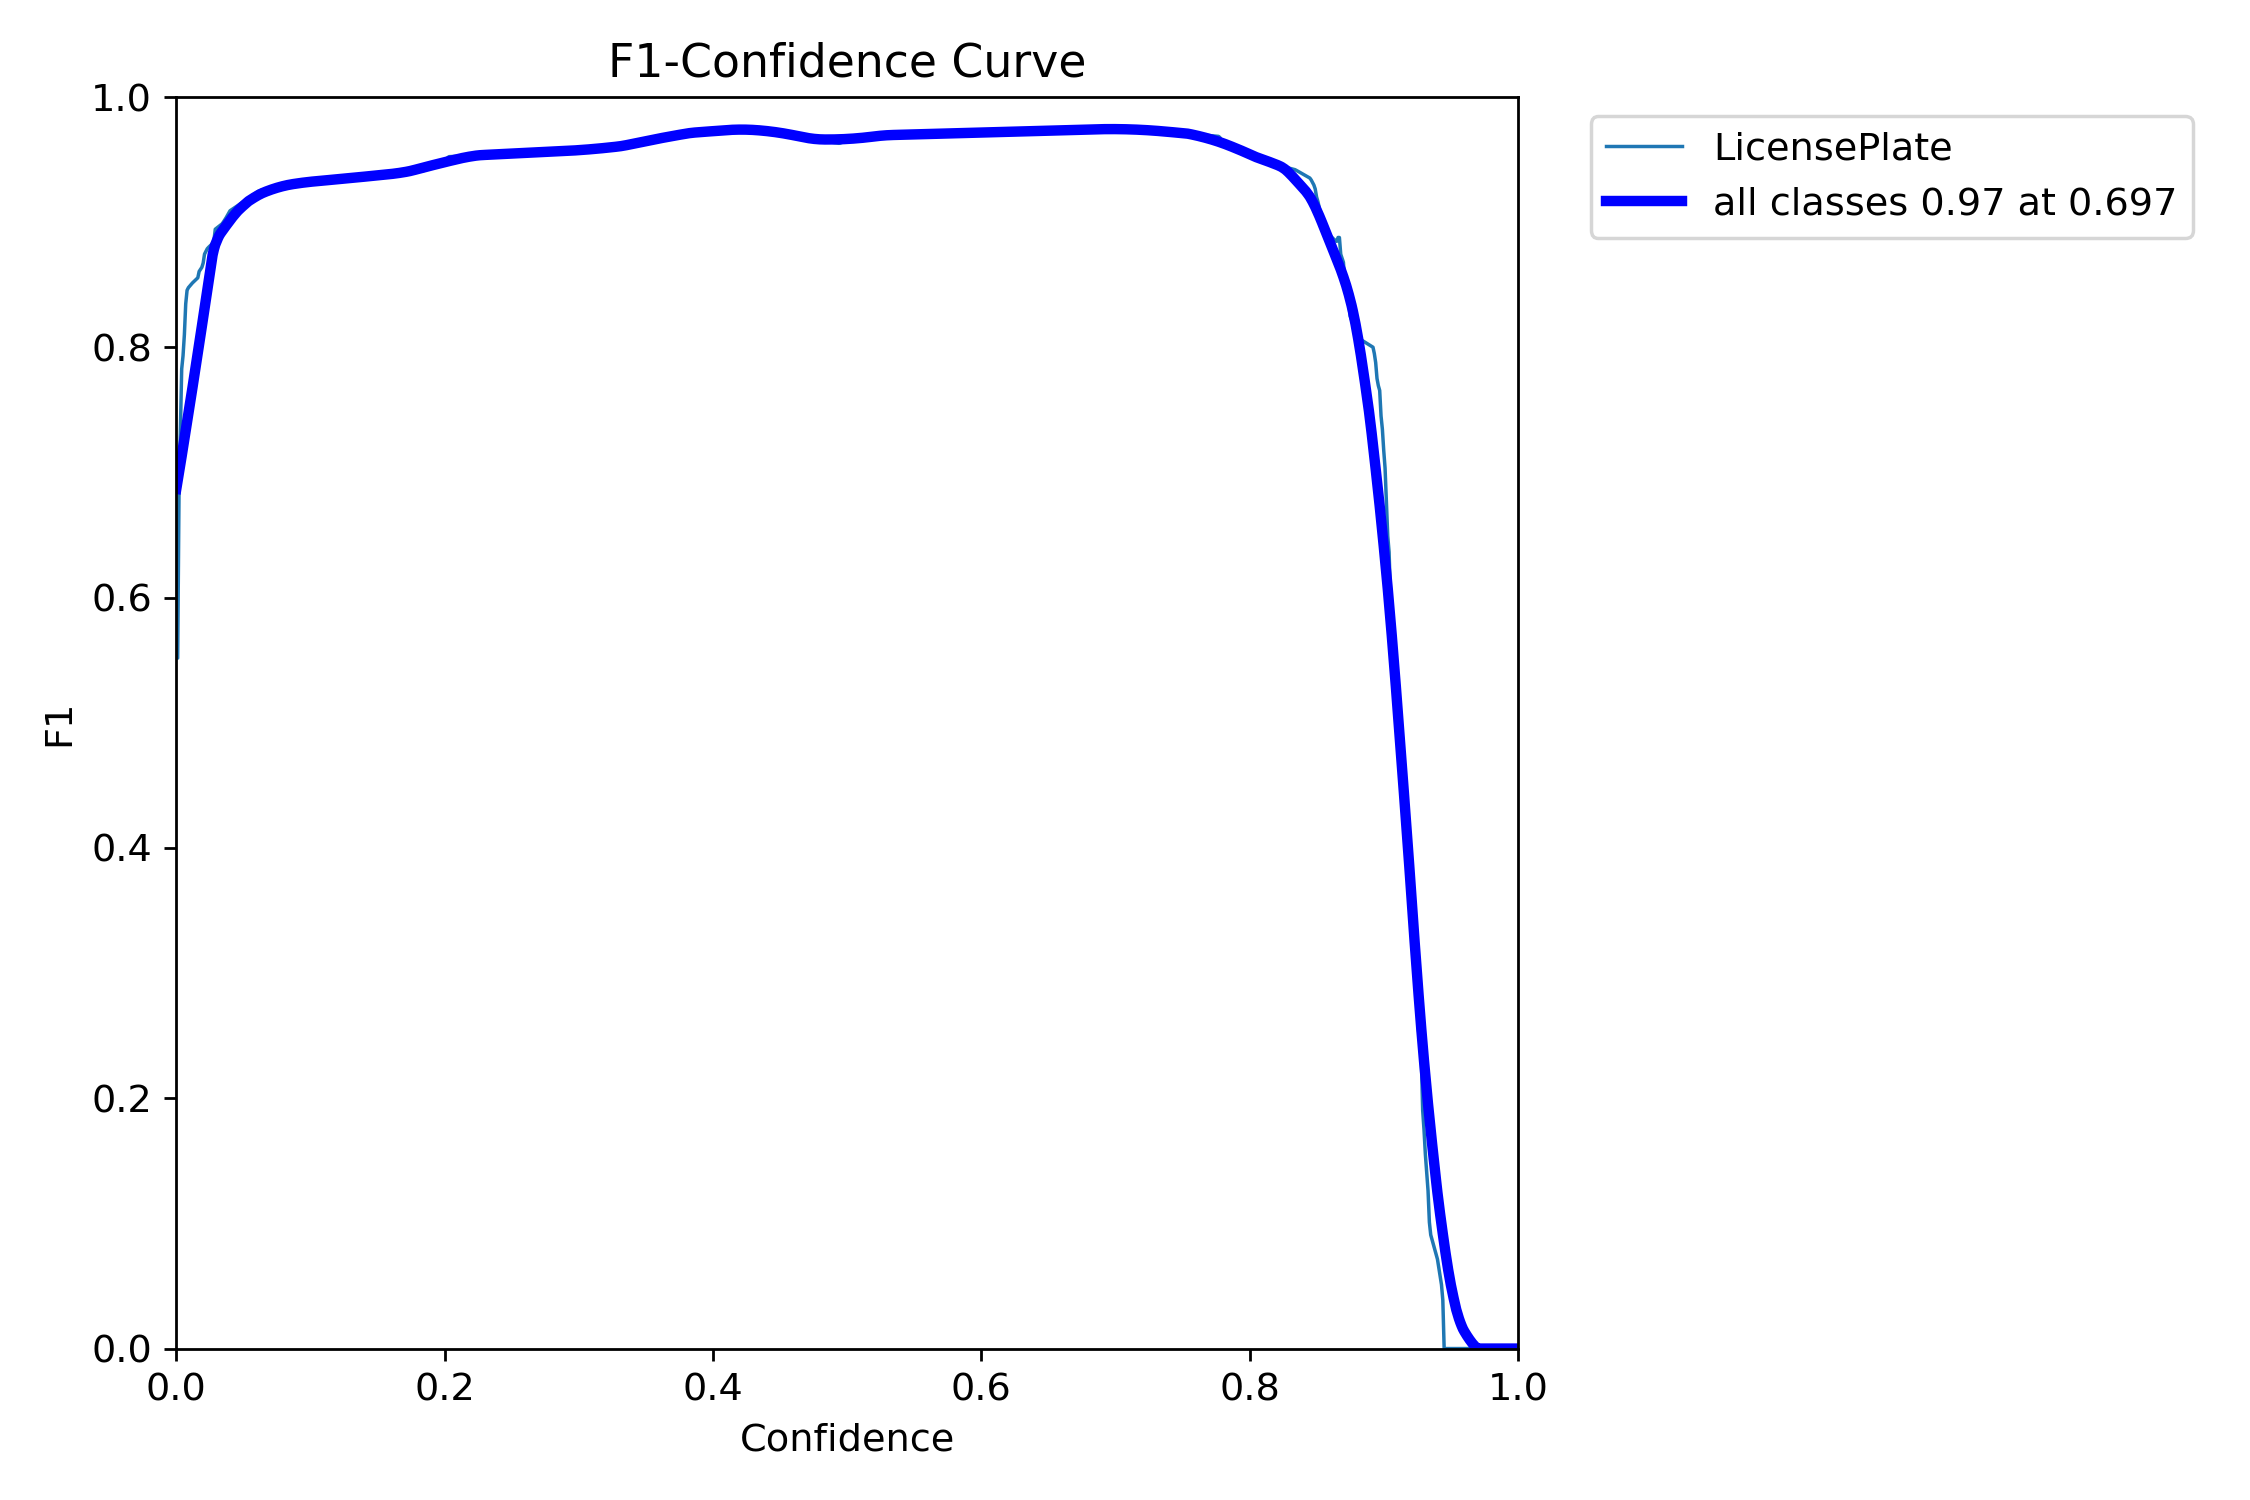 F1-Confidence Curve
1.0
0.8
0.6
0.4
0.2
0.0
F1
0.0 0.2 0.4 0.6 0.8 1.0
Confidence
LicensePlate
all classes 0.97 at 0.697